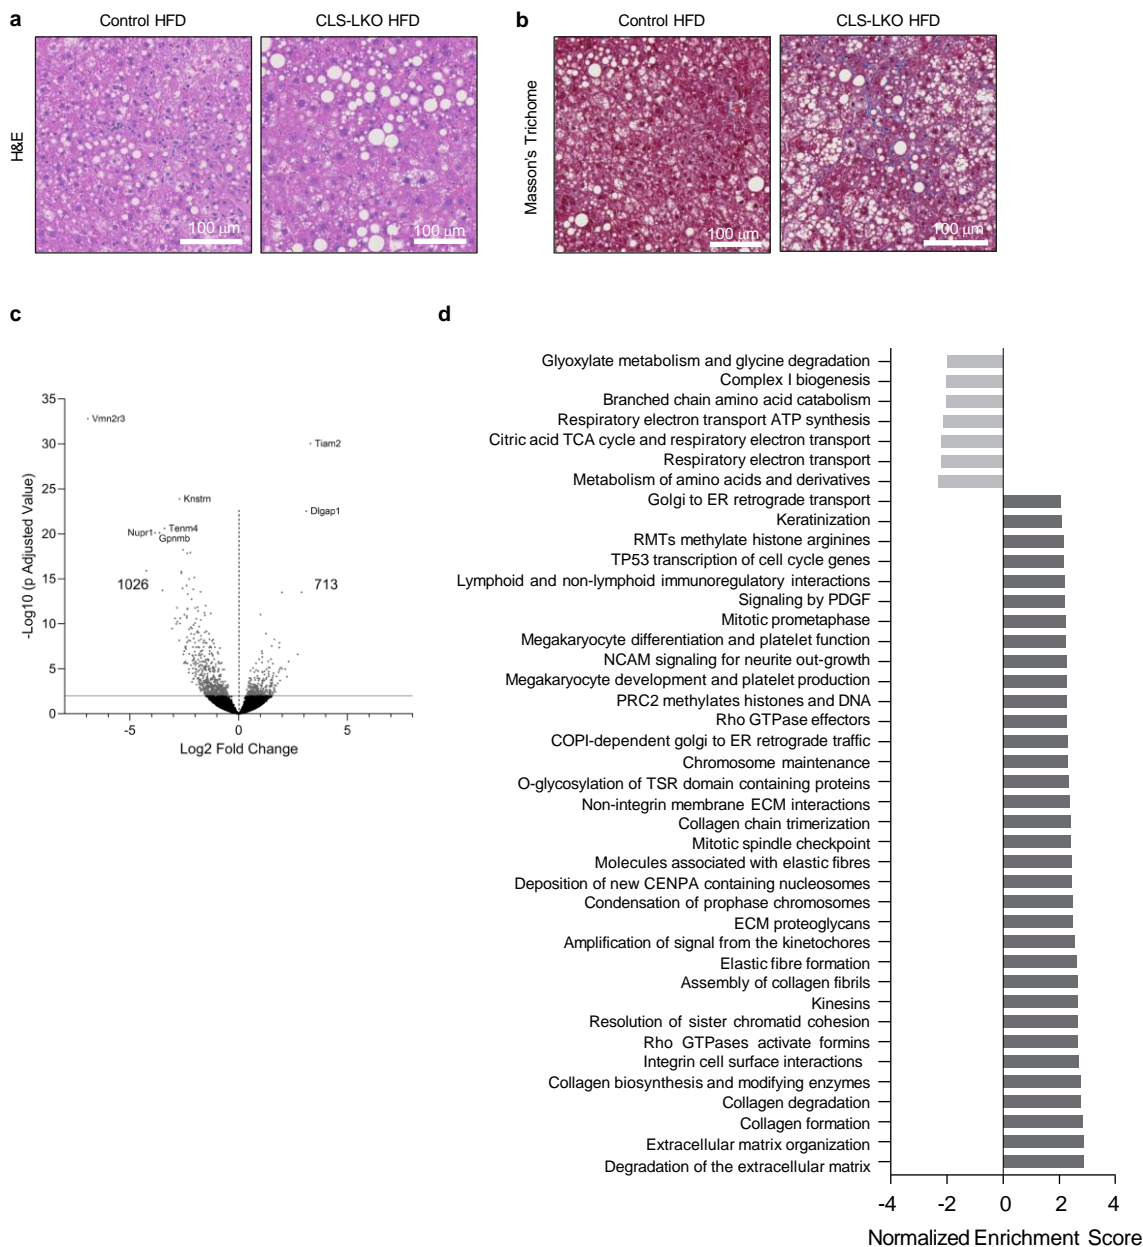 a
Control HFD
CLS-LKO HFD
H&E
100 μm
100 μm
b
Control HFD
CLS-LKO HFD
Masson's Trichome
100 μm
100 μm
c
-Log10 (p Adjusted Value)
35
30
25
20
15
10
5
0
Vmn2r3
Tiam2
Knstrn
Dlgap1
Tenm4
Nupr1
Gpnmb
1026
713
-5
0
5
Log2 Fold Change
d
Glyoxylate metabolism and glycine degradation
Complex I biogenesis
Branched chain amino acid catabolism
Respiratory electron transport ATP synthesis
Citric acid TCA cycle and respiratory electron transport
Respiratory electron transport
Metabolism of amino acids and derivatives
Golgi to ER retrograde transport
Keratinization
RMTs methylate histone arginines
TP53 transcription of cell cycle genes
Lymphoid and non-lymphoid immunoregulatory interactions
Signaling by PDGF
Mitotic prometaphase
Megakaryocyte differentiation and platelet function
NCAM signaling for neurite out-growth
Megakaryocyte development and platelet production
PRC2 methylates histones and DNA
Rho GTPase effectors
COPI-dependent golgi to ER retrograde traffic
Chromosome maintenance
O-glycosylation of TSR domain containing proteins
Non-integrin membrane ECM interactions
Collagen chain trimerization
Mitotic spindle checkpoint
Molecules associated with elastic fibres
Deposition of new CENPA containing nucleosomes
Condensation of prophase chromosomes
ECM proteoglycans
Amplification of signal from the kinetochores
Elastic fibre formation
Assembly of collagen fibrils
Kinesins
Resolution of sister chromatid cohesion
Rho GTPases activate formins
Integrin cell surface interactions
Collagen biosynthesis and modifying enzymes
Collagen degradation
Collagen formation
Extracellular matrix organization
Degradation of the extracellular matrix
-4
-2
0
2
4
Normalized Enrichment Score